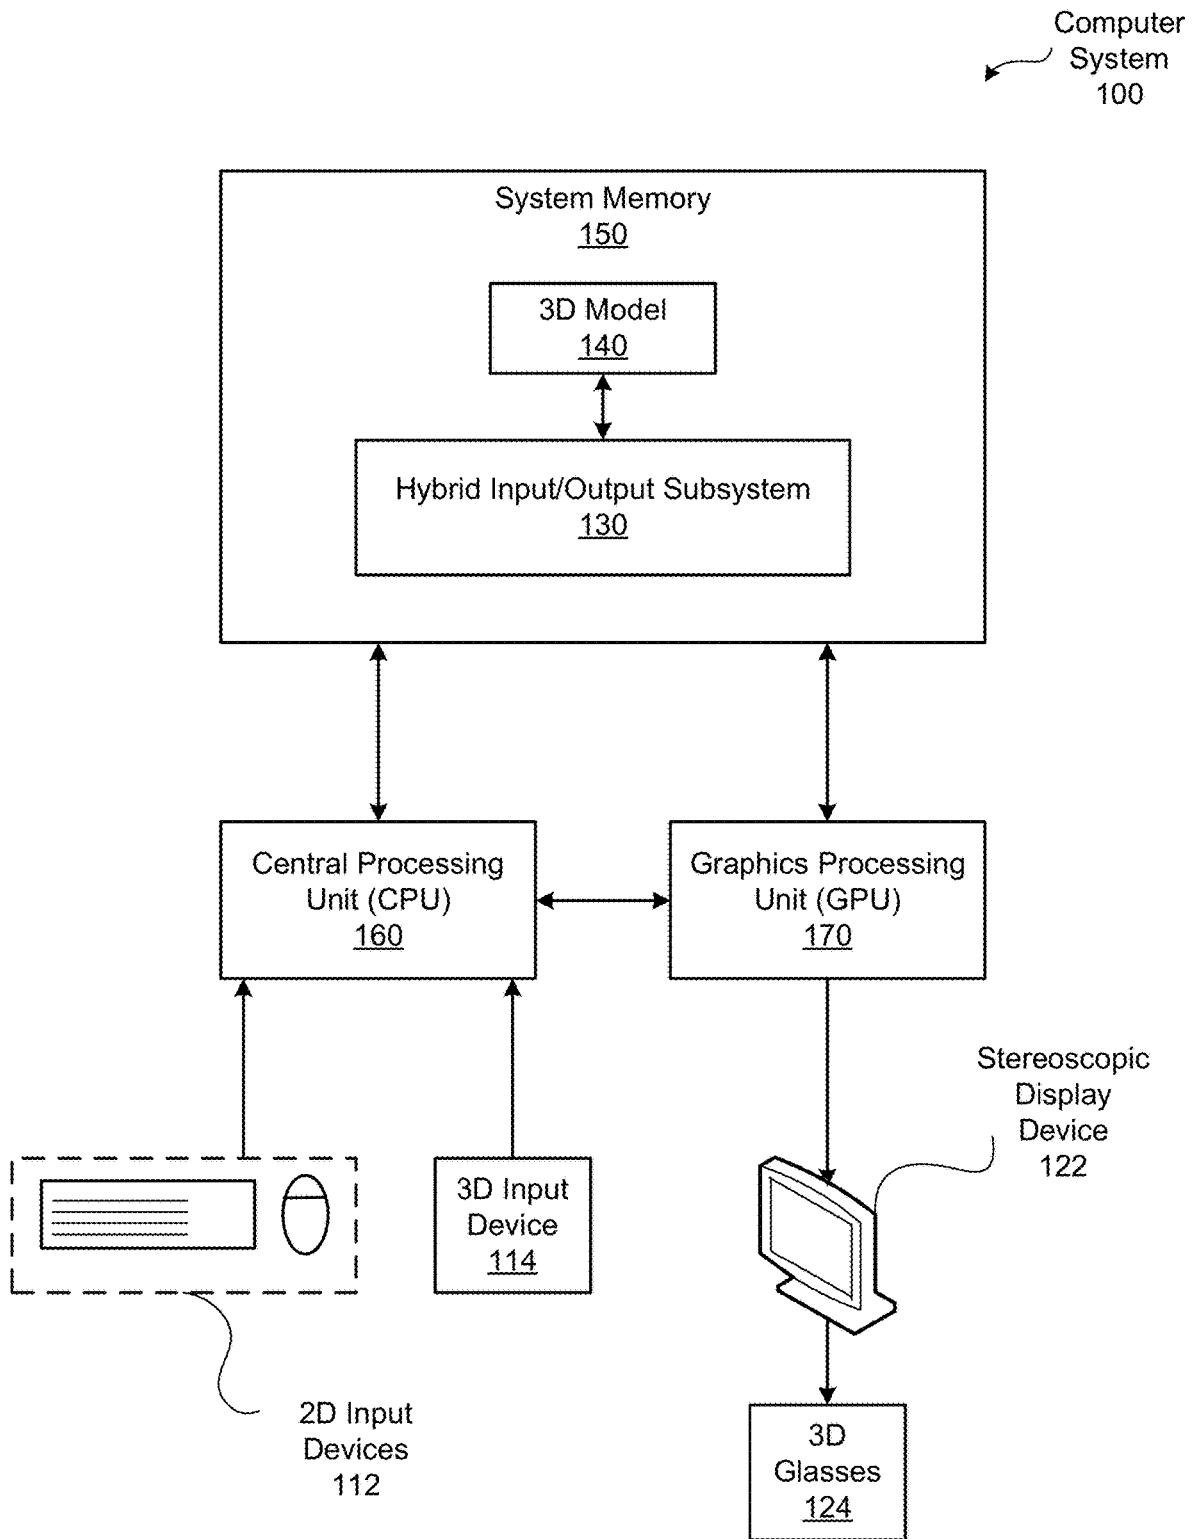 Computer
System
100
System Memory
150
3D Model
140
Hybrid Input/Output Subsystem
130
Central Processing
Unit (CPU)
160
Graphics Processing
Unit (GPU)
170
Stereoscopic
Display
Device
122
3D Input
Device
114
2D Input
Devices
112
3D
Glasses
124